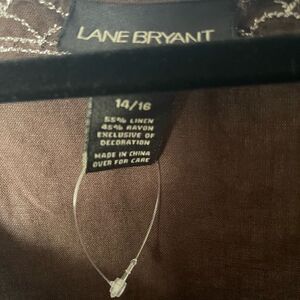 LANE BRYANT
14/16
55% LINEN
45% RAYON
EXCLUSIVE OF
DECORATION
MADE IN CHINA
OVER FOR CARE